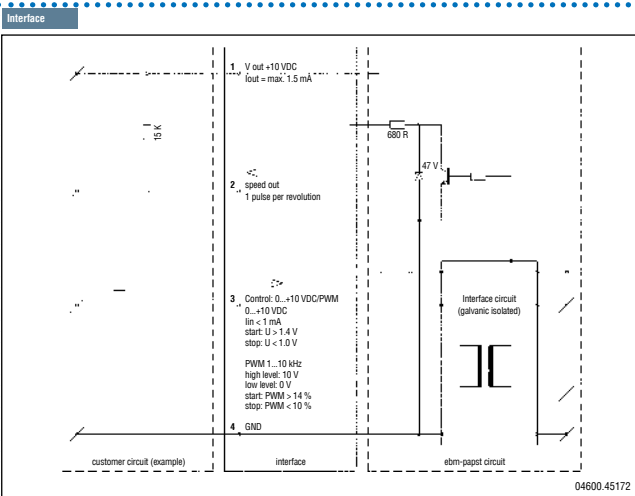 Interface
1 V out +10 VDC
Iout = max. 1.5 mA
15 K
680 R
47 V
2 speed out
1 pulse per revolution
3 Control: 0...+10 VDC/PWM
0...+10 VDC
Iin < 1 mA
start: U > 1.4 V
stop: U < 1.0 V
PWM 1...10 kHz
high level: 10 V
low level: 0 V
start: PWM > 14 %
stop: PWM < 10 %
Interface circuit
(galvanic isolated)
4 GND
customer circuit (example)
interface
ebm-papst circuit
04600.45172